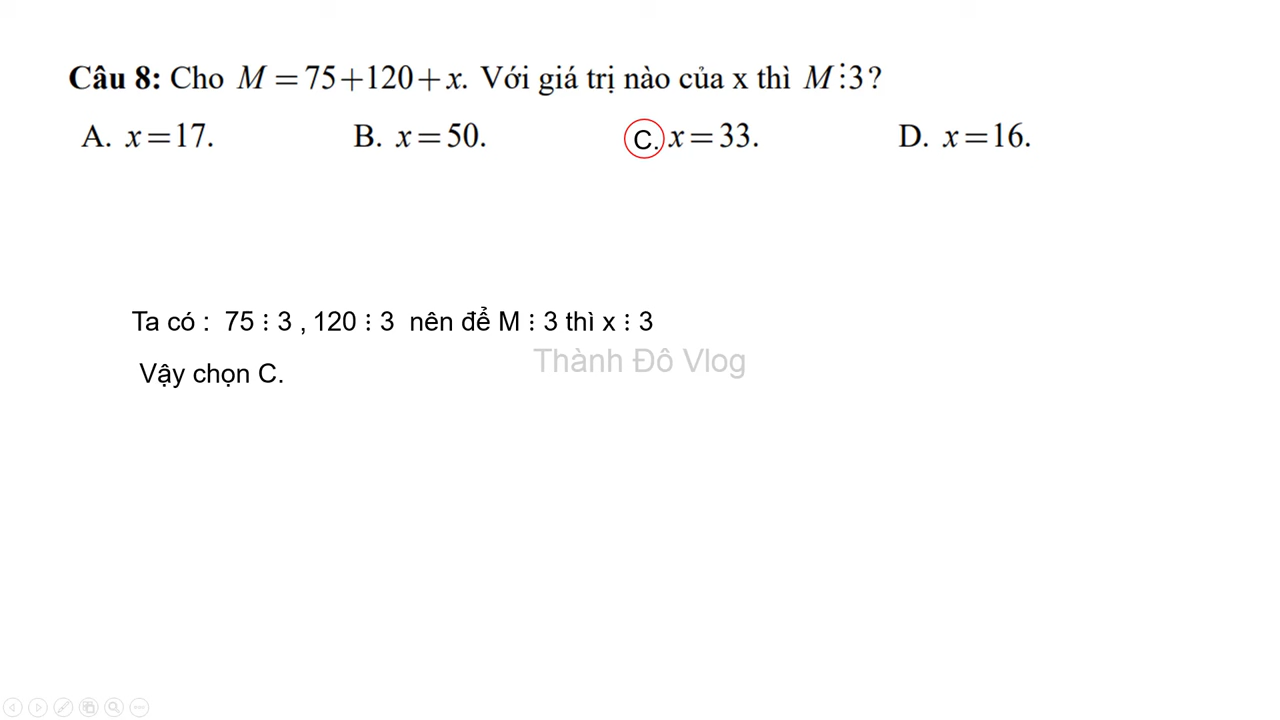 Câu 8: Cho M = 75+120+x. Với giá trị nào của x thì M⋮3?
A. x=17. B. x=50. C. x=33. D. x=16.
Ta có : 75 ⋮ 3 , 120 ⋮ 3 nên để M ⋮ 3 thì x ⋮ 3
Thành Đô Vlog
Vậy chọn C.